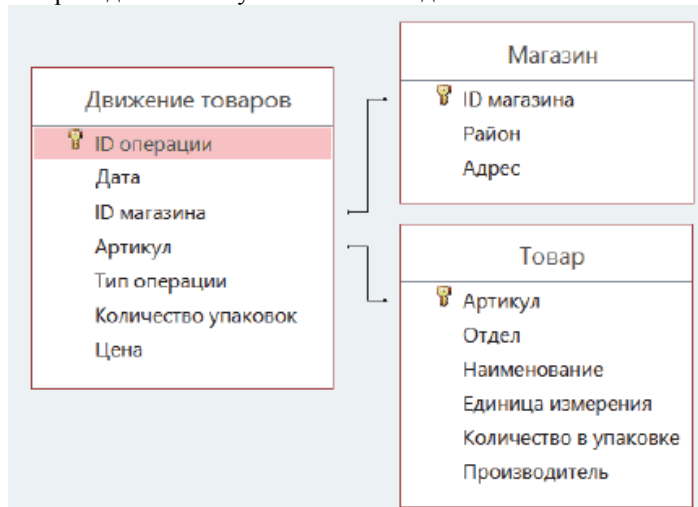 Движение товаров
ID операции
Дата
ID магазина
Артикул
Тип операции
Количество упаковок
Цена
Магазин
ID магазина
Район
Адрес
Товар
Артикул
Отдел
Наименование
Единица измерения
Количество в упаковке
Производитель